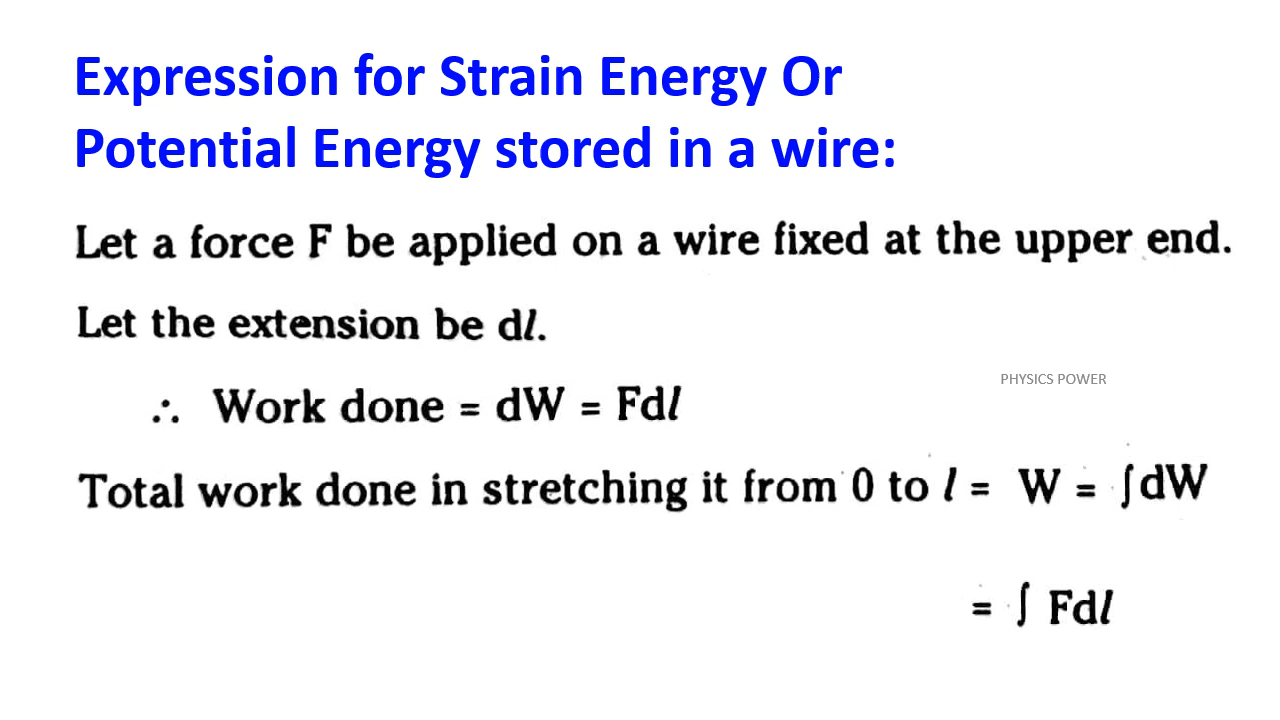 Expression for Strain Energy Or
Potential Energy stored in a wire:
Let a force F be applied on a wire fixed at the upper end.
Let the extension be dl.
∴ Work done = dW = Fdl
PHYSICS POWER
Total work done in stretching it from 0 to l = W = ∫dW
= ∫ Fdl